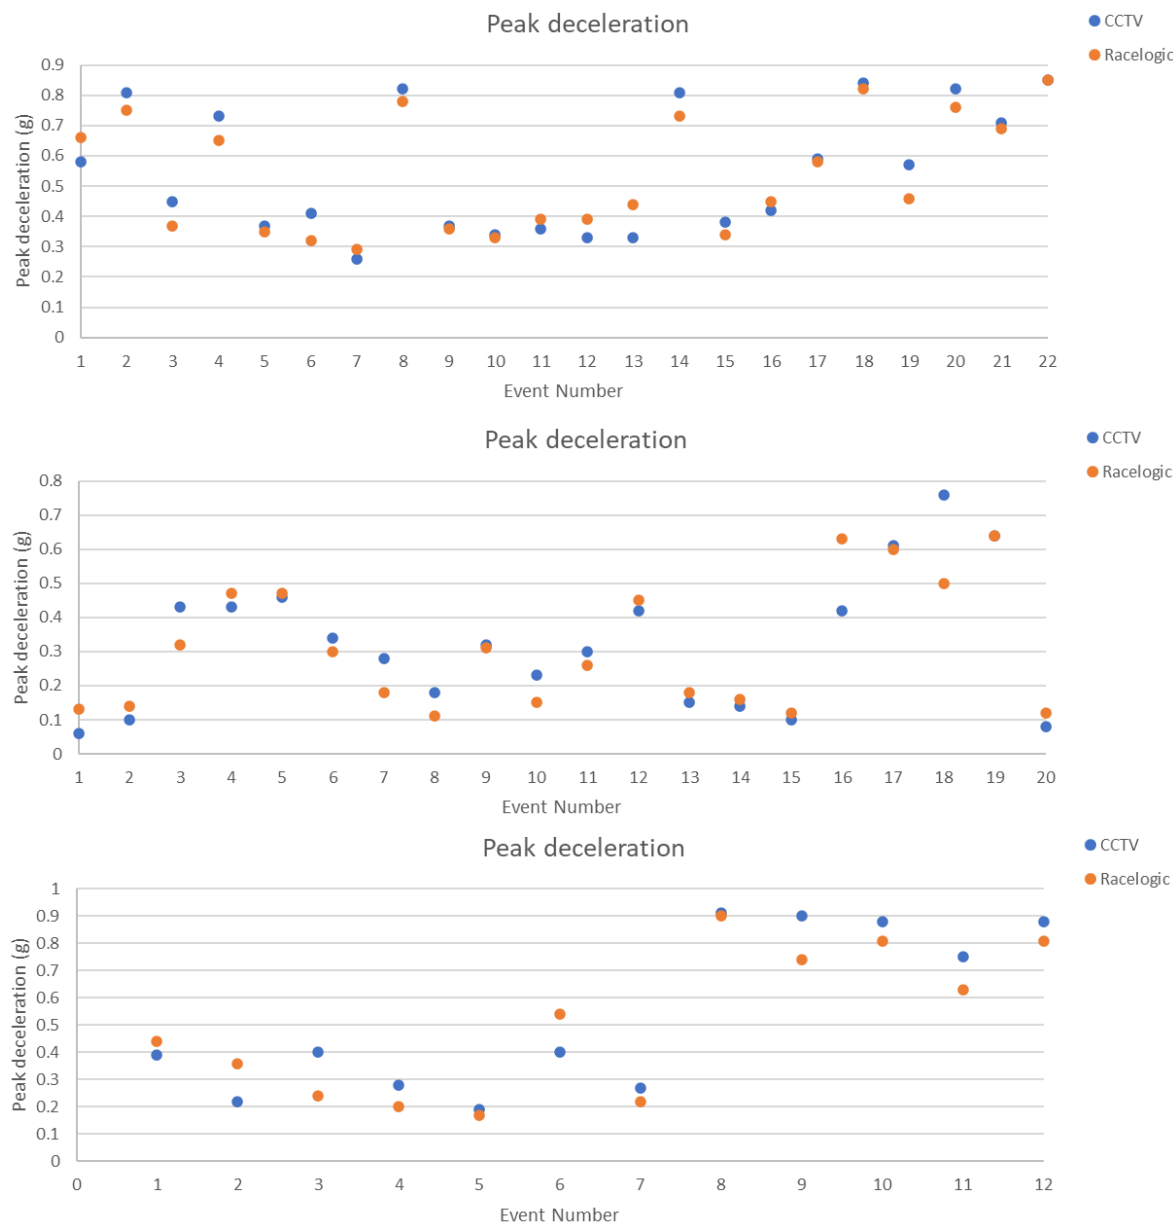 Peak deceleration
CCTV
Racelogic
Peak deceleration (g)
0.9
0.8
0.7
0.6
0.5
0.4
0.3
0.2
0.1
0
1 2 3 4 5 6 7 8 9 10 11 12 13 14 15 16 17 18 19 20 21 22
Event Number
Peak deceleration
CCTV
Racelogic
Peak deceleration (g)
0.8
0.7
0.6
0.5
0.4
0.3
0.2
0.1
0
1 2 3 4 5 6 7 8 9 10 11 12 13 14 15 16 17 18 19 20
Event Number
Peak deceleration
CCTV
Racelogic
Peak deceleration (g)
1
0.9
0.8
0.7
0.6
0.5
0.4
0.3
0.2
0.1
0
0 1 2 3 4 5 6 7 8 9 10 11 12
Event Number